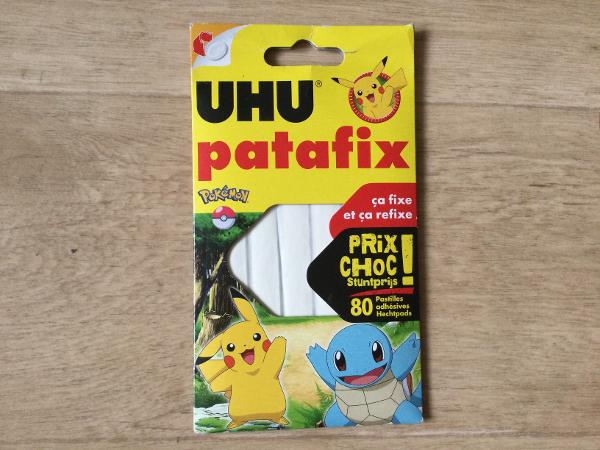 UHU®
patafix
POKÉMON
ça fixe
et ça refixe
PRiX
CHOC!
Stuntprijs
80 Pastilles
adhésives
Hechtpads